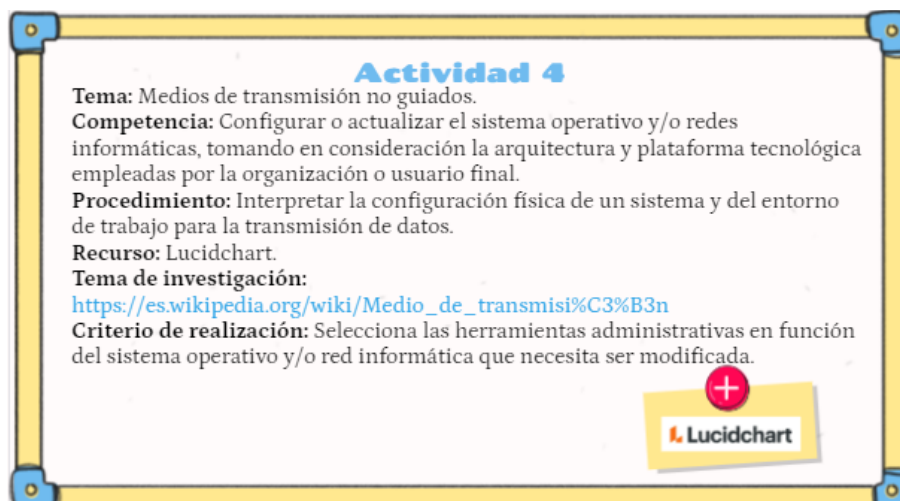 Actividad 4
Tema: Medios de transmisión no guiados.
Competencia: Configurar o actualizar el sistema operativo y/o redes
informáticas, tomando en consideración la arquitectura y plataforma tecnológica
empleadas por la organización o usuario final.
Procedimiento: Interpretar la configuración física de un sistema y del entorno
de trabajo para la transmisión de datos.
Recurso: Lucidchart.
Tema de investigación:
https://es.wikipedia.org/wiki/Medio_de_transmisi%C3%B3n
Criterio de realización: Selecciona las herramientas administrativas en función
del sistema operativo y/o red informática que necesita ser modificada.
Lucidchart